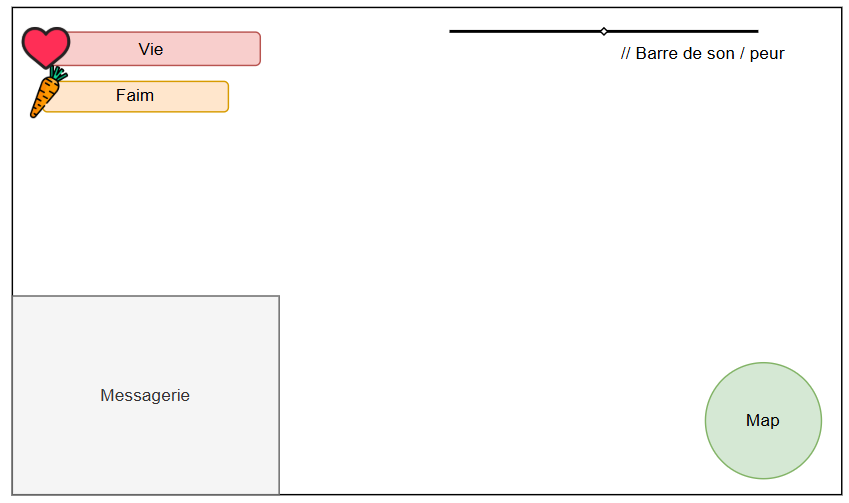 Vie
// Barre de son / peur
Faim
Messagerie
Map